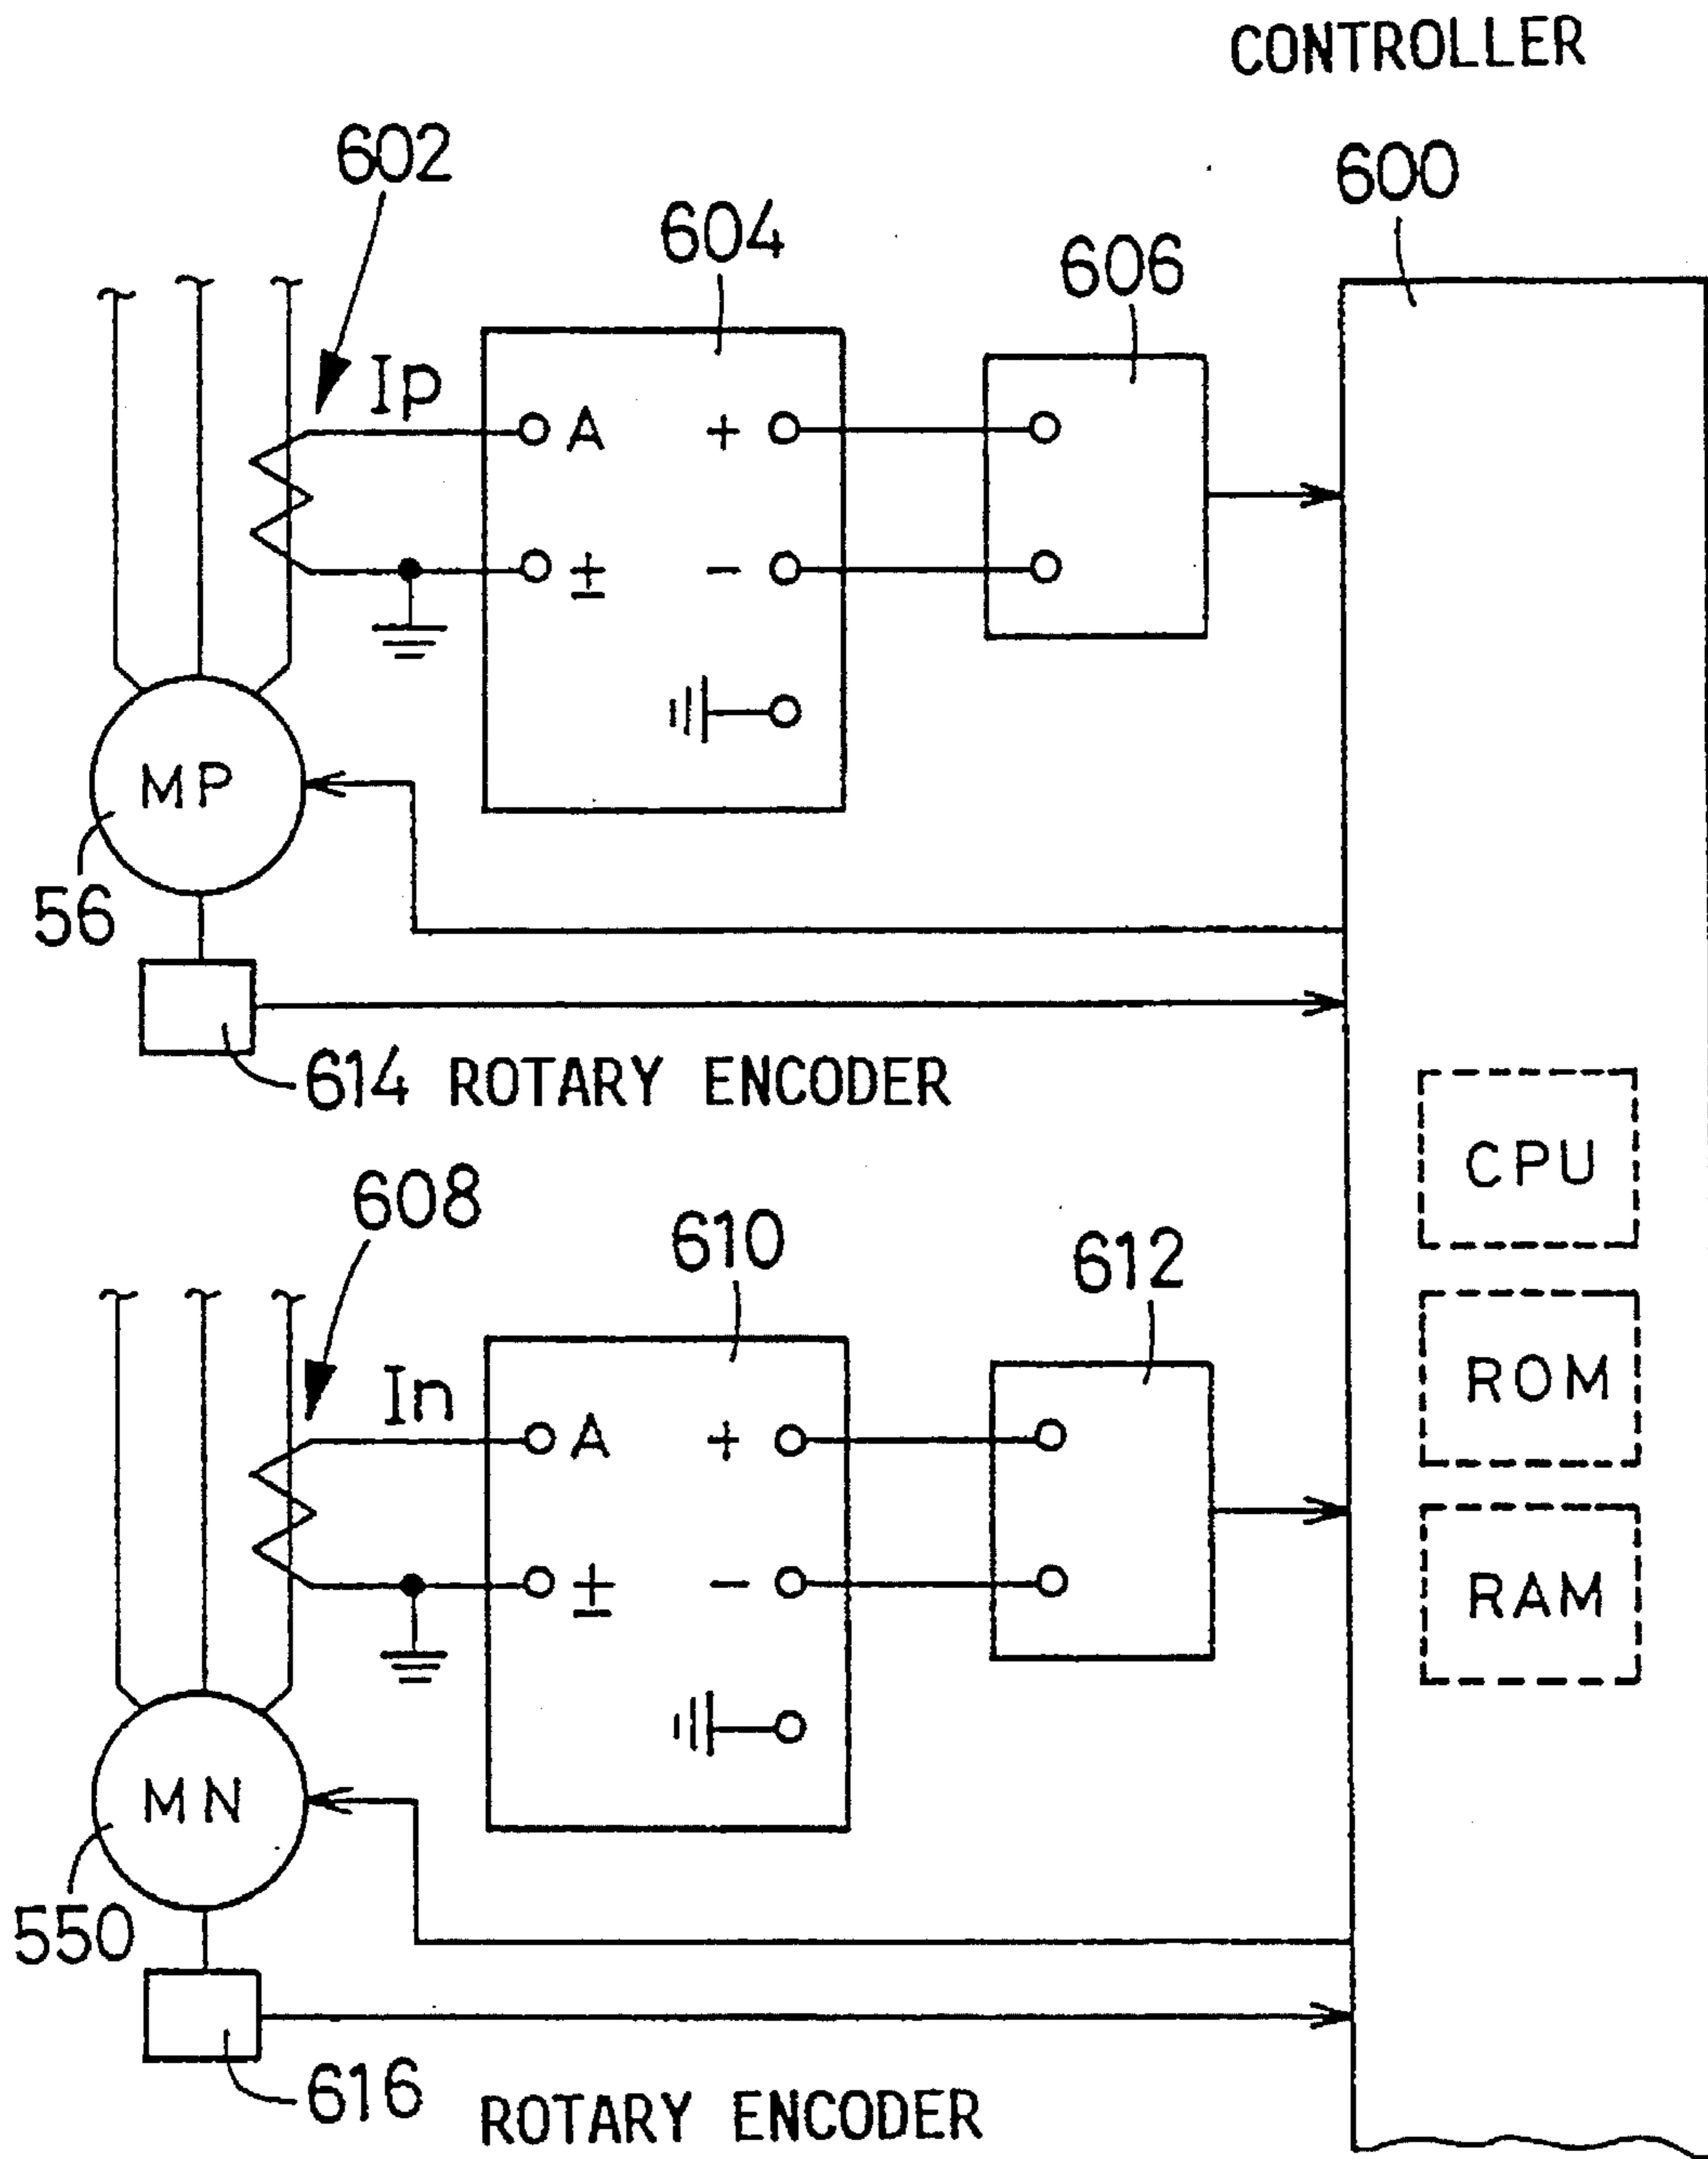 CONTROLLER
602
600
604
606
Ip
A +
± -
MP
56
614 ROTARY ENCODER
CPU
608
610
612
ROM
In
A +
± -
RAM
MN
550
616 ROTARY ENCODER